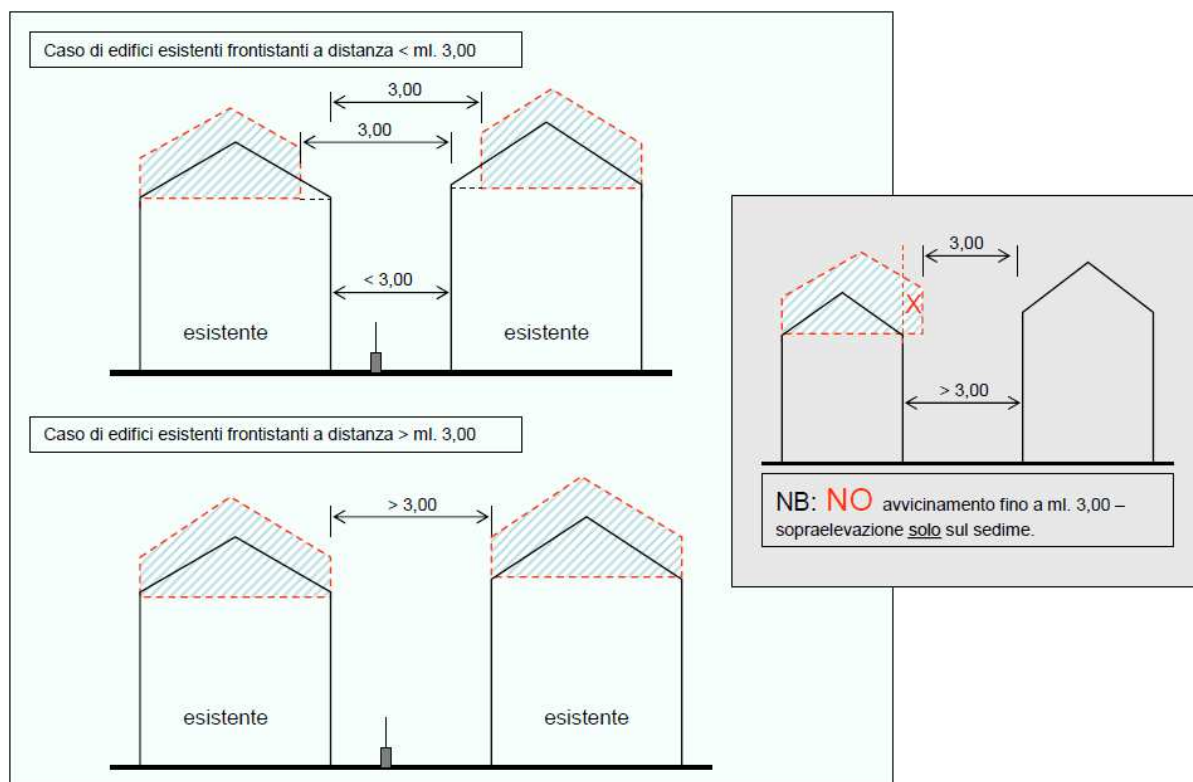 Caso di edifici esistenti frontistanti a distanza < ml. 3,00
3,00
3,00
< 3,00
esistente
esistente
Caso di edifici esistenti frontistanti a distanza > ml. 3,00
> 3,00
esistente
esistente
3,00
X
> 3,00
NB: NO avvicinamento fino a ml. 3,00 –
sopraelevazione solo sul sedime.